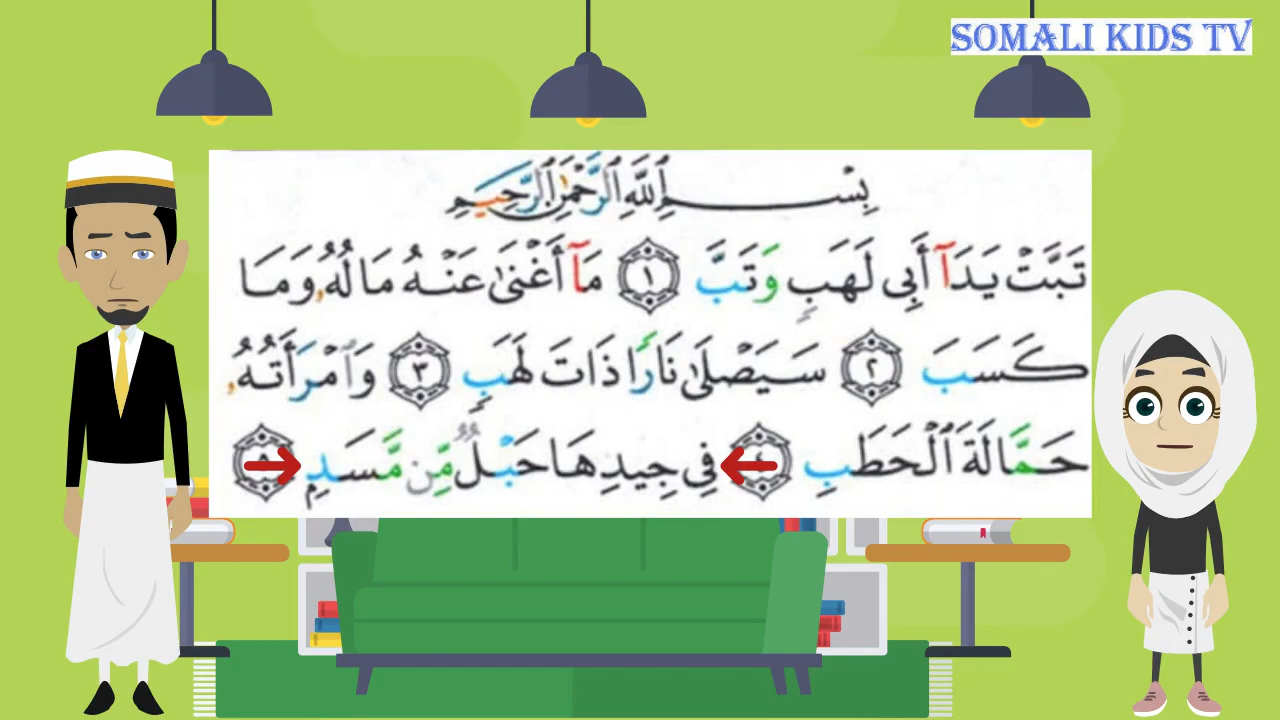 SOMALI KIDS TV
بِسْمِ ٱللَّهِ ٱلرَّحْمَٰنِ ٱلرَّحِيمِ
تَبَّتْ يَدَآ أَبِى لَهَبٍ وَتَبَّ ١ مَآ أَغْنَىٰ عَنْهُ مَالُهُۥ وَمَا
كَسَبَ ٢ سَيَصْلَىٰ نَارًا ذَاتَ لَهَبٍ ٣ وَٱمْرَأَتُهُۥ
حَمَّالَةَ ٱلْحَطَبِ ٤ فِى جِيدِهَا حَبْلٌ مِّن مَّسَدٍۭ ٥